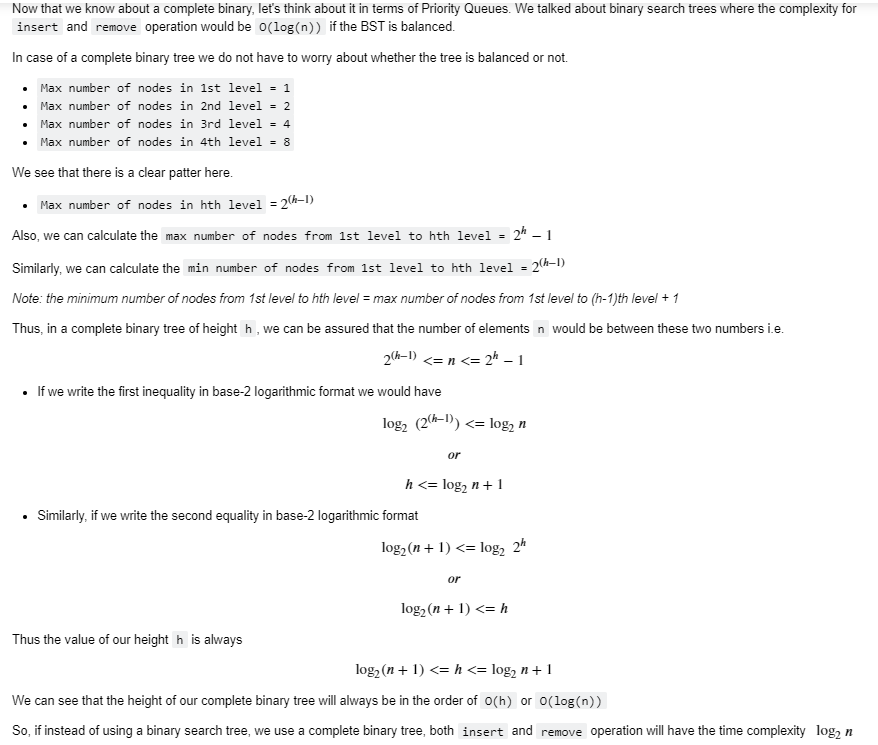 Now that we know about a complete binary, let's think about it in terms of Priority Queues. We talked about binary search trees where the complexity for
insert and remove operation would be O(log(n)) if the BST is balanced.
In case of a complete binary tree we do not have to worry about whether the tree is balanced or not.
• Max number of nodes in 1st level = 1
• Max number of nodes in 2nd level = 2
• Max number of nodes in 3rd level = 4
• Max number of nodes in 4th level = 8
We see that there is a clear patter here.
• Max number of nodes in hth level = 2^(h−1)
Also, we can calculate the max number of nodes from 1st level to hth level = 2^h − 1
Similarly, we can calculate the min number of nodes from 1st level to hth level = 2^(h−1)
Note: the minimum number of nodes from 1st level to hth level = max number of nodes from 1st level to (h-1)th level + 1
Thus, in a complete binary tree of height h , we can be assured that the number of elements n would be between these two numbers i.e.
2^(h−1) <= n <= 2^h − 1
• If we write the first inequality in base-2 logarithmic format we would have
log₂ (2^(h−1)) <= log₂ n
or
h <= log₂ n + 1
• Similarly, if we write the second equality in base-2 logarithmic format
log₂(n + 1) <= log₂ 2^h
or
log₂(n + 1) <= h
Thus the value of our height h is always
log₂(n + 1) <= h <= log₂ n + 1
We can see that the height of our complete binary tree will always be in the order of O(h) or O(log(n))
So, if instead of using a binary search tree, we use a complete binary tree, both insert and remove operation will have the time complexity log₂ n